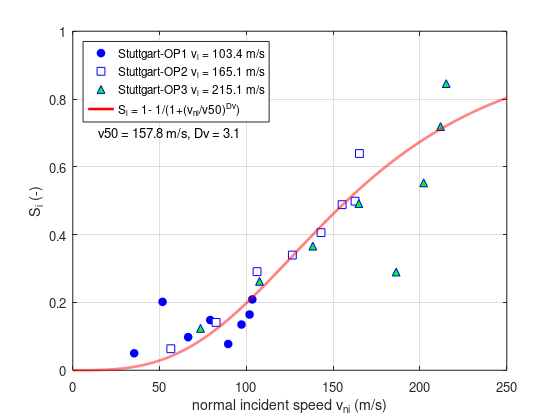 Stuttgart-OP1 vᵢ = 103.4 m/s
Stuttgart-OP2 vᵢ = 165.1 m/s
Stuttgart-OP3 vᵢ = 215.1 m/s
Sᵢ = 1- 1/(1+(vₙᵢ/v50)^Dv)
v50 = 157.8 m/s, Dv = 3.1
1
0.8
0.6
0.4
0.2
0
Sᵢ (-)
0 50 100 150 200 250
normal incident speed vₙᵢ (m/s)